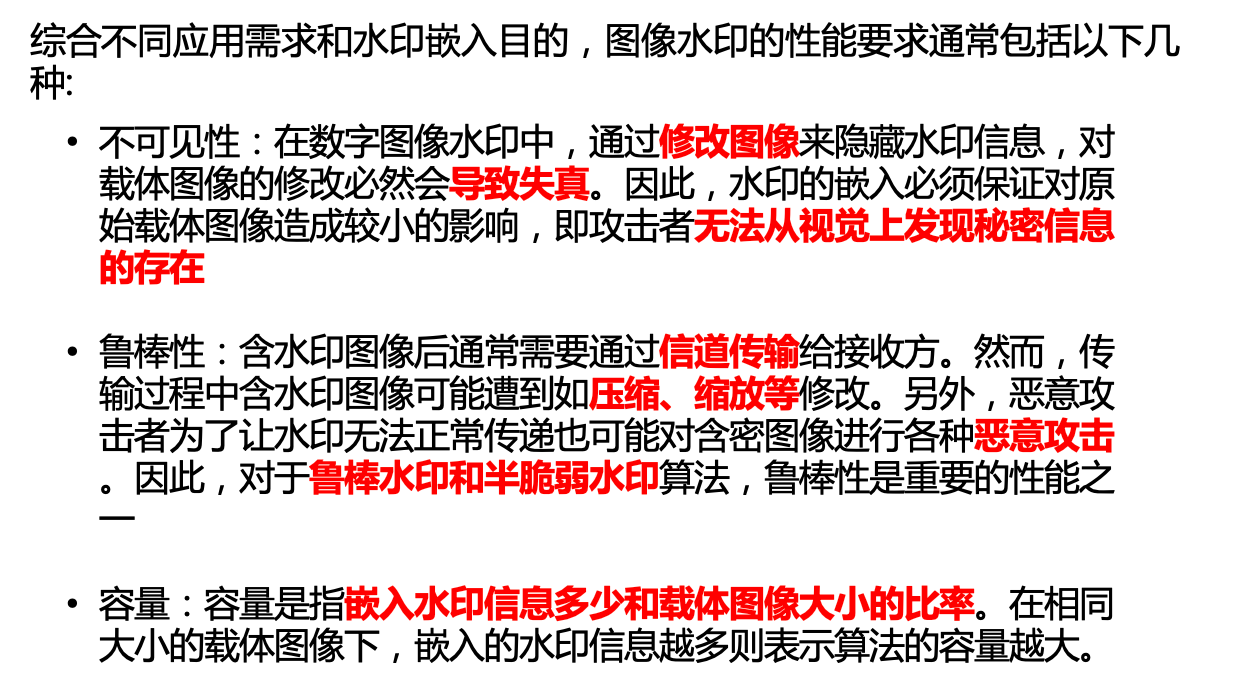 综合不同应用需求和水印嵌入目的，图像水印的性能要求通常包括以下几
种:
• 不可见性：在数字图像水印中，通过修改图像来隐藏水印信息，对
载体图像的修改必然会导致失真。因此，水印的嵌入必须保证对原
始载体图像造成较小的影响，即攻击者无法从视觉上发现秘密信息
的存在
• 鲁棒性：含水印图像后通常需要通过信道传输给接收方。然而，传
输过程中含水印图像可能遭到如压缩、缩放等修改。另外，恶意攻
击者为了让水印无法正常传递也可能对含密图像进行各种恶意攻击
。因此，对于鲁棒水印和半脆弱水印算法，鲁棒性是重要的性能之
一
• 容量：容量是指嵌入水印信息多少和载体图像大小的比率。在相同
大小的载体图像下，嵌入的水印信息越多则表示算法的容量越大。